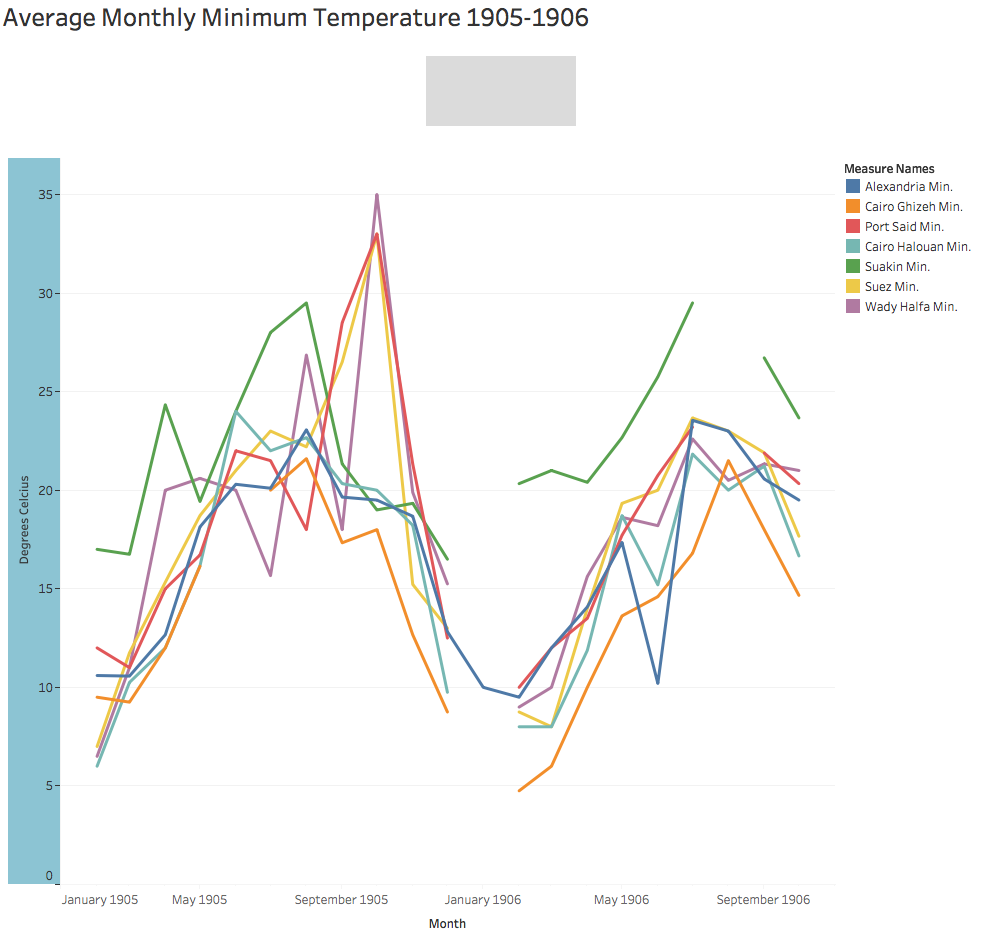 Average Monthly Minimum Temperature 1905-1906
Measure Names
Alexandria Min.
Cairo Ghizeh Min.
Port Said Min.
Cairo Halouan Min.
Suakin Min.
Suez Min.
Wady Halfa Min.
Degrees Celcius
35
30
25
20
15
10
5
0
January 1905 May 1905 September 1905 January 1906 May 1906 September 1906
Month